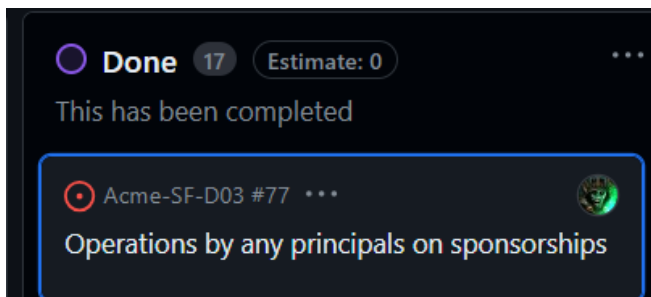 Done 17 Estimate: 0
This has been completed
Acme-SF-D03 #77
Operations by any principals on sponsorships